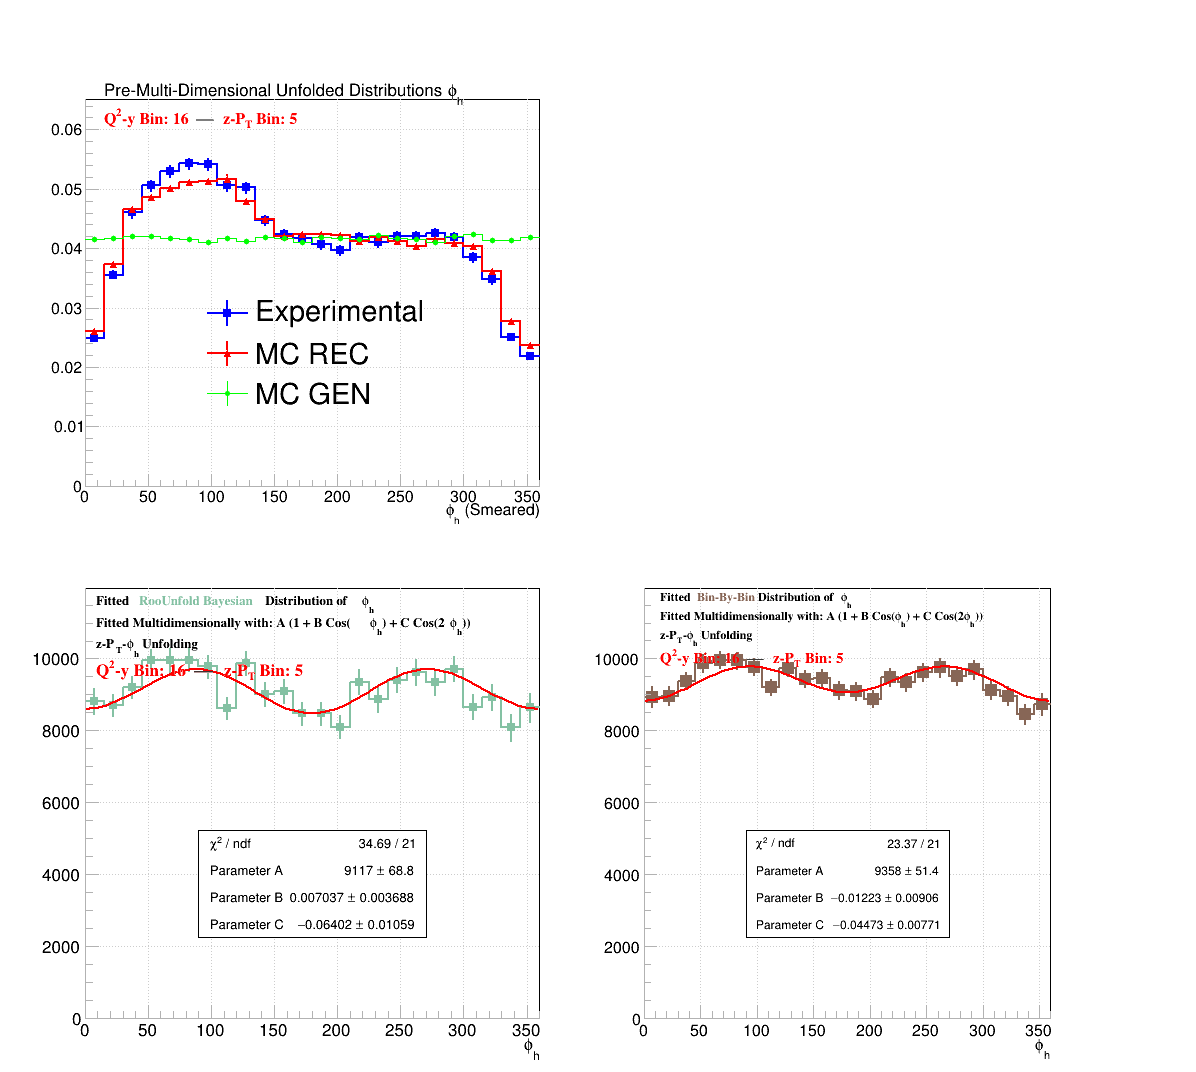 Pre-Multi-Dimensional Unfolded Distributions ϕh
Q²-y Bin: 16 — z-PT Bin: 5
0.06
0.05
0.04
0.03
0.02
0.01
0
Experimental
MC REC
MC GEN
0 50 100 150 200 250 300 350
ϕh (Smeared)
Fitted RooUnfold Bayesian Distribution of ϕh
Fitted Multidimensionally with: A (1 + B Cos( ϕh) + C Cos(2 ϕh))
z-PT-ϕh Unfolding
Q²-y Bin: 16 — z-PT Bin: 5
10000
8000
6000
4000
2000
0
χ² / ndf 34.69 / 21
Parameter A 9117 ± 68.8
Parameter B 0.007037 ± 0.003688
Parameter C −0.06402 ± 0.01059
0 50 100 150 200 250 300 350
ϕh
Fitted Bin-By-Bin Distribution of ϕh
Fitted Multidimensionally with: A (1 + B Cos(ϕh) + C Cos(2ϕh))
z-PT-ϕh Unfolding
Q²-y Bin: 16 — z-PT Bin: 5
10000
8000
6000
4000
2000
0
χ² / ndf 23.37 / 21
Parameter A 9358 ± 51.4
Parameter B −0.01223 ± 0.00906
Parameter C −0.04473 ± 0.00771
0 50 100 150 200 250 300 350
ϕh